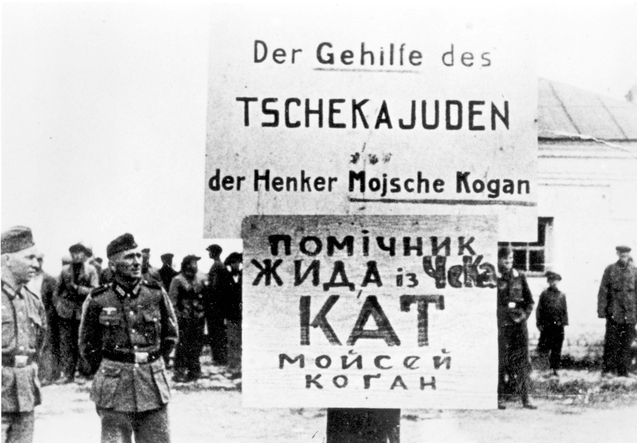 Der Gehilfe des
TSCHEKAJUDEN
der Henker Mojsche Kogan
помічник
ЖИДА із ЧеКа
КАТ
МОЙСЕЙ
КОГАН